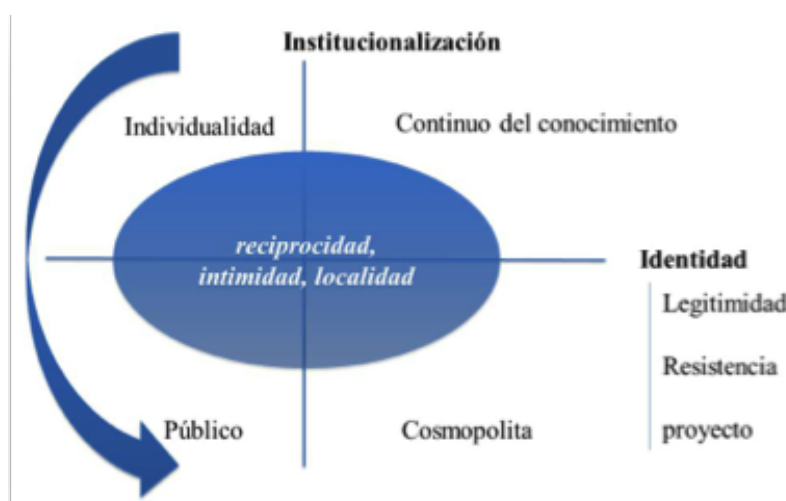 Institucionalización
Individualidad
Continuo del conocimiento
reciprocidad,
intimidad, localidad
Identidad
Legitimidad
Resistencia
proyecto
Público
Cosmopolita